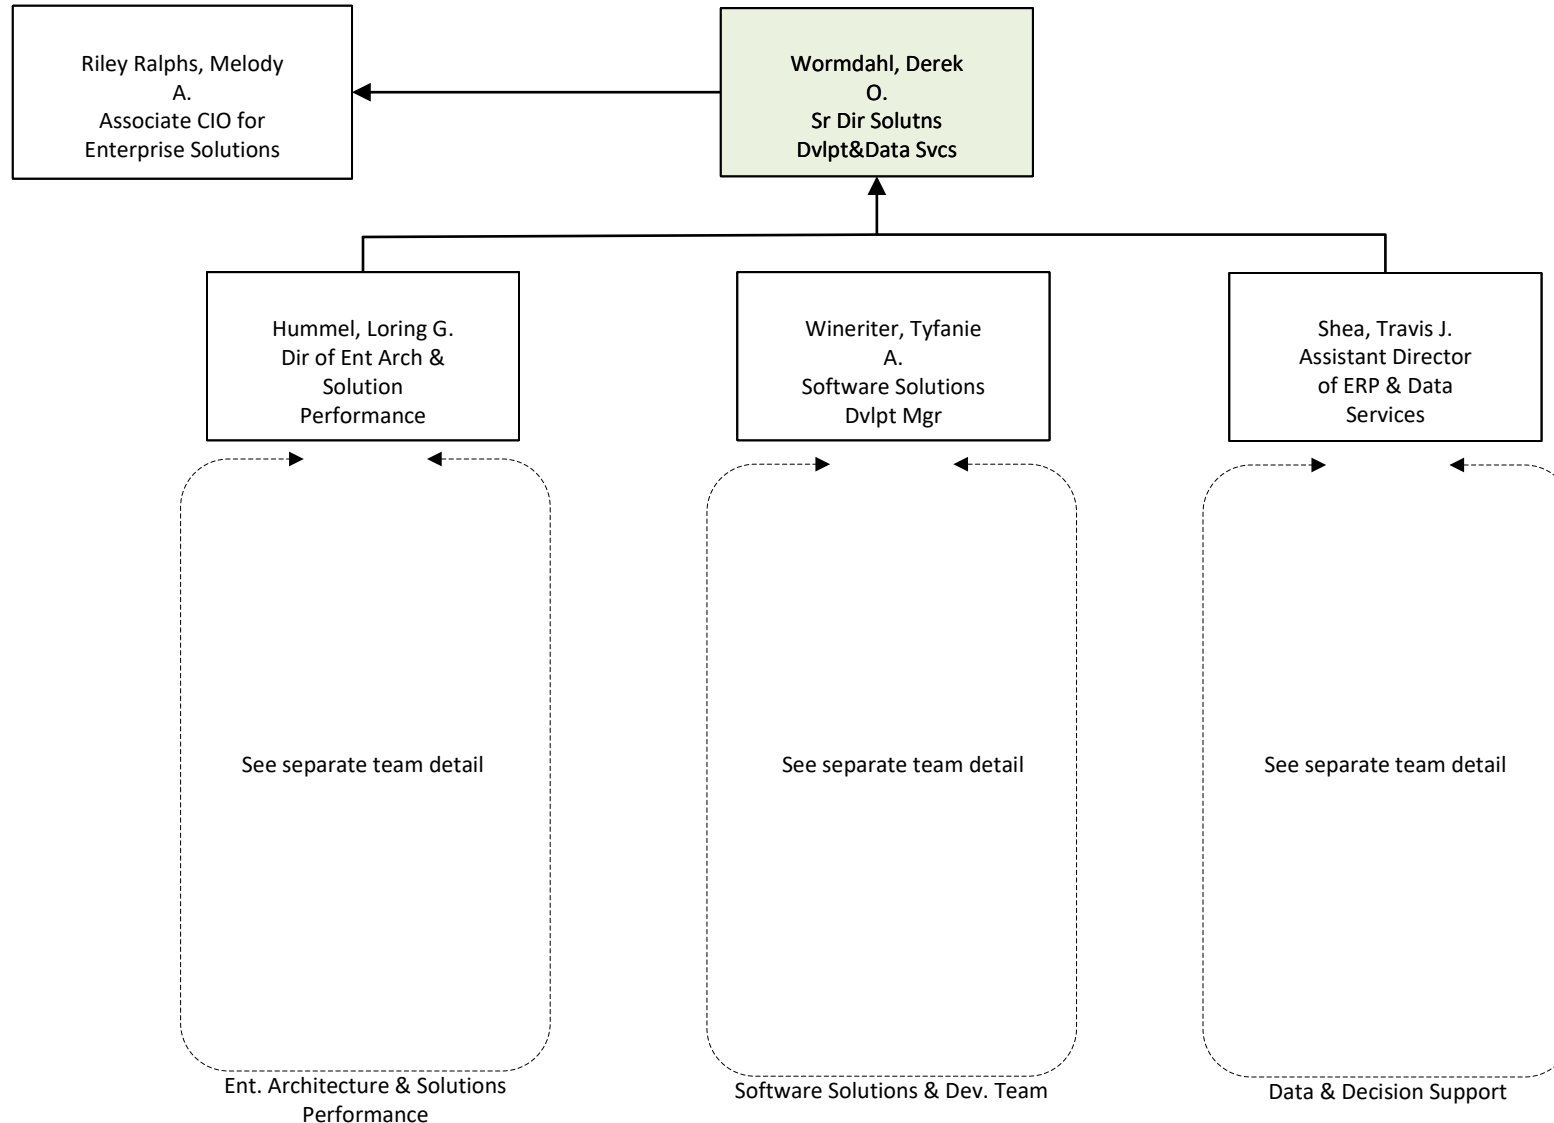 Riley Ralphs, Melody
A.
Associate CIO for
Enterprise Solutions
Wormdahl, Derek
O.
Sr Dir Solutns
Dvlpt&Data Svcs
Hummel, Loring G.
Dir of Ent Arch &
Solution
Performance
Wineriter, Tyfanie
A.
Software Solutions
Dvlpt Mgr
Shea, Travis J.
Assistant Director
of ERP & Data
Services
See separate team detail
See separate team detail
See separate team detail
Ent. Architecture & Solutions
Performance
Software Solutions & Dev. Team
Data & Decision Support